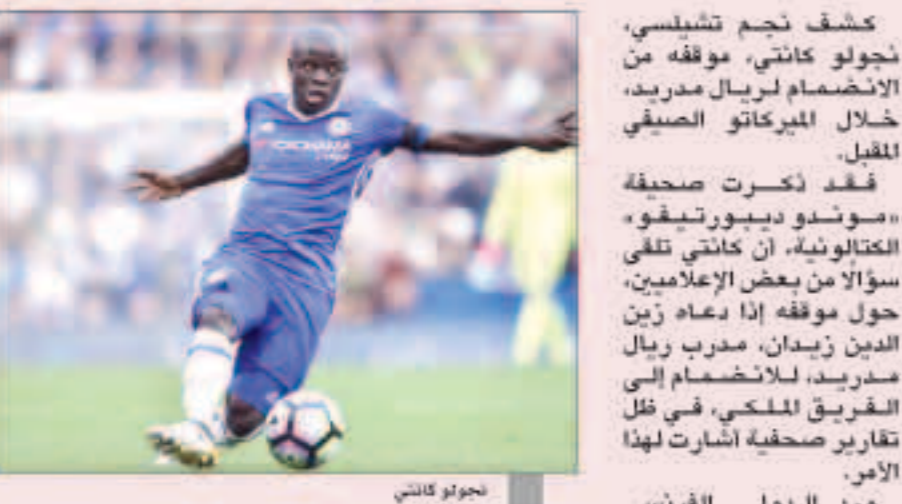 كشف نجم تشيلسي،
نجولو كانتي، موقفه من
الانضمام لريال مدريد،
خلال الميركاتو الصيفي
المقبل.
فقد ذكرت صحيفة
«موندو ديبورتيفو»
الكتالونية، أن كانتي تلقى
سؤالا من بعض الإعلاميين،
حول موقفه إذا دعاه زين
الدين زيدان، مدرب ريال
مدريد، للانضمام إلى
الفريق الملكي، في ظل
تقارير صحفية أشارت لهذا
الأمر.
نجولو كانتي
YOKOHAMA